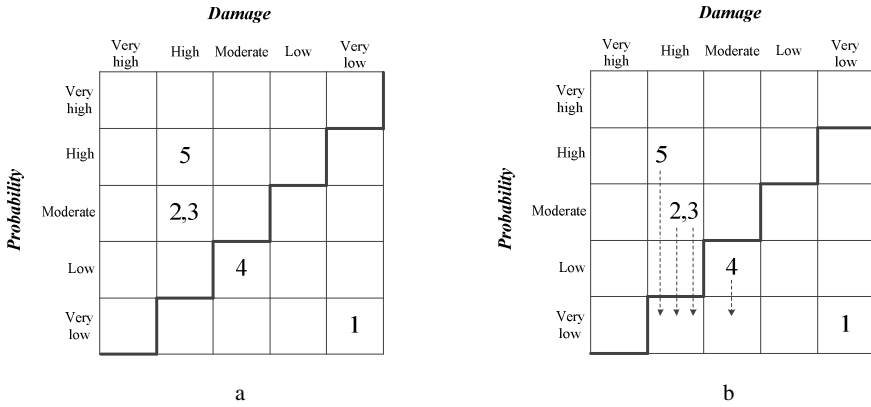 Damage
Very high High Moderate Low Very low
Probability
Very high
High 5
Moderate 2,3
Low 4
Very low 1
a
Damage
Very high High Moderate Low Very low
Probability
Very high
High 5
Moderate 2,3
Low 4
Very low 1
b